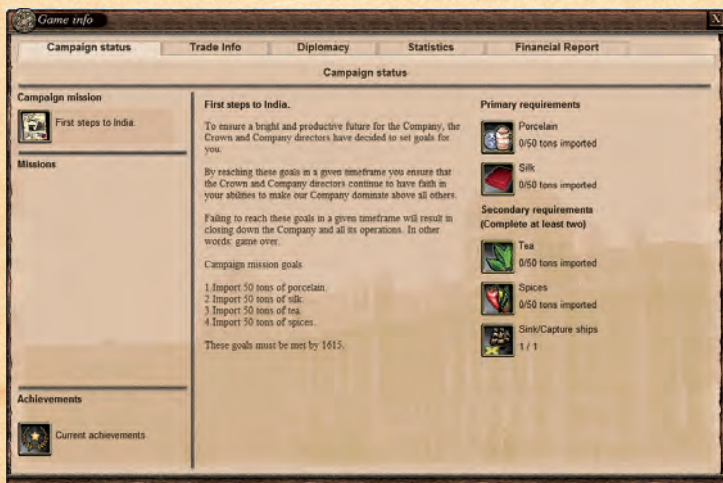 Game info
X
Campaign status
Trade Info
Diplomacy
Statistics
Financial Report
Campaign status
Campaign mission
First steps to India.
Missions
Achievements
Current achievements
First steps to India.
To ensure a bright and productive future for the Company, the
Crown and Company directors have decided to set goals for
you.
By reaching these goals in a given timeframe you ensure that
the Crown and Company directors continue to have faith in
your abilities to make our Company dominate above all others.
Failing to reach these goals in a given timeframe will result in
closing down the Company and all its operations. In other
words: game over.
Campaign mission goals
1 Import 50 tons of porcelain.
2 Import 50 tons of silk.
3 Import 50 tons of tea.
4 Import 50 tons of spices.
These goals must be met by 1615.
Primary requirements
Porcelain
0/50 tons imported
Silk
0/50 tons imported
Secondary requirements
(Complete at least two)
Tea
0/50 tons imported
Spices
0/50 tons imported
Sink/Capture ships
1 / 1